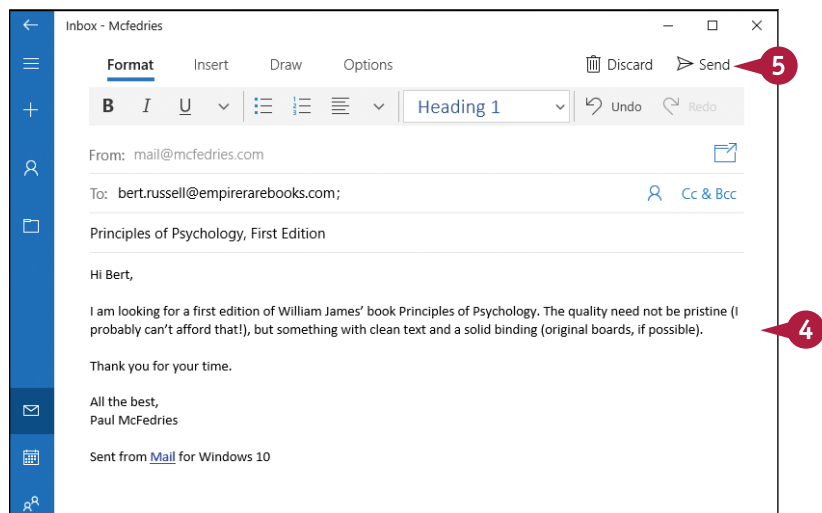 Inbox - Mcfedries
Format Insert Draw Options Discard Send 5
B I U Heading 1 Undo Redo
From: mail@mcfedries.com
To: bert.russell@empirerarebooks.com; Cc & Bcc
Principles of Psychology, First Edition
Hi Bert,
I am looking for a first edition of William James' book Principles of Psychology. The quality need not be pristine (I
probably can't afford that!), but something with clean text and a solid binding (original boards, if possible).
4
Thank you for your time.
All the best,
Paul McFedries
Sent from Mail for Windows 10